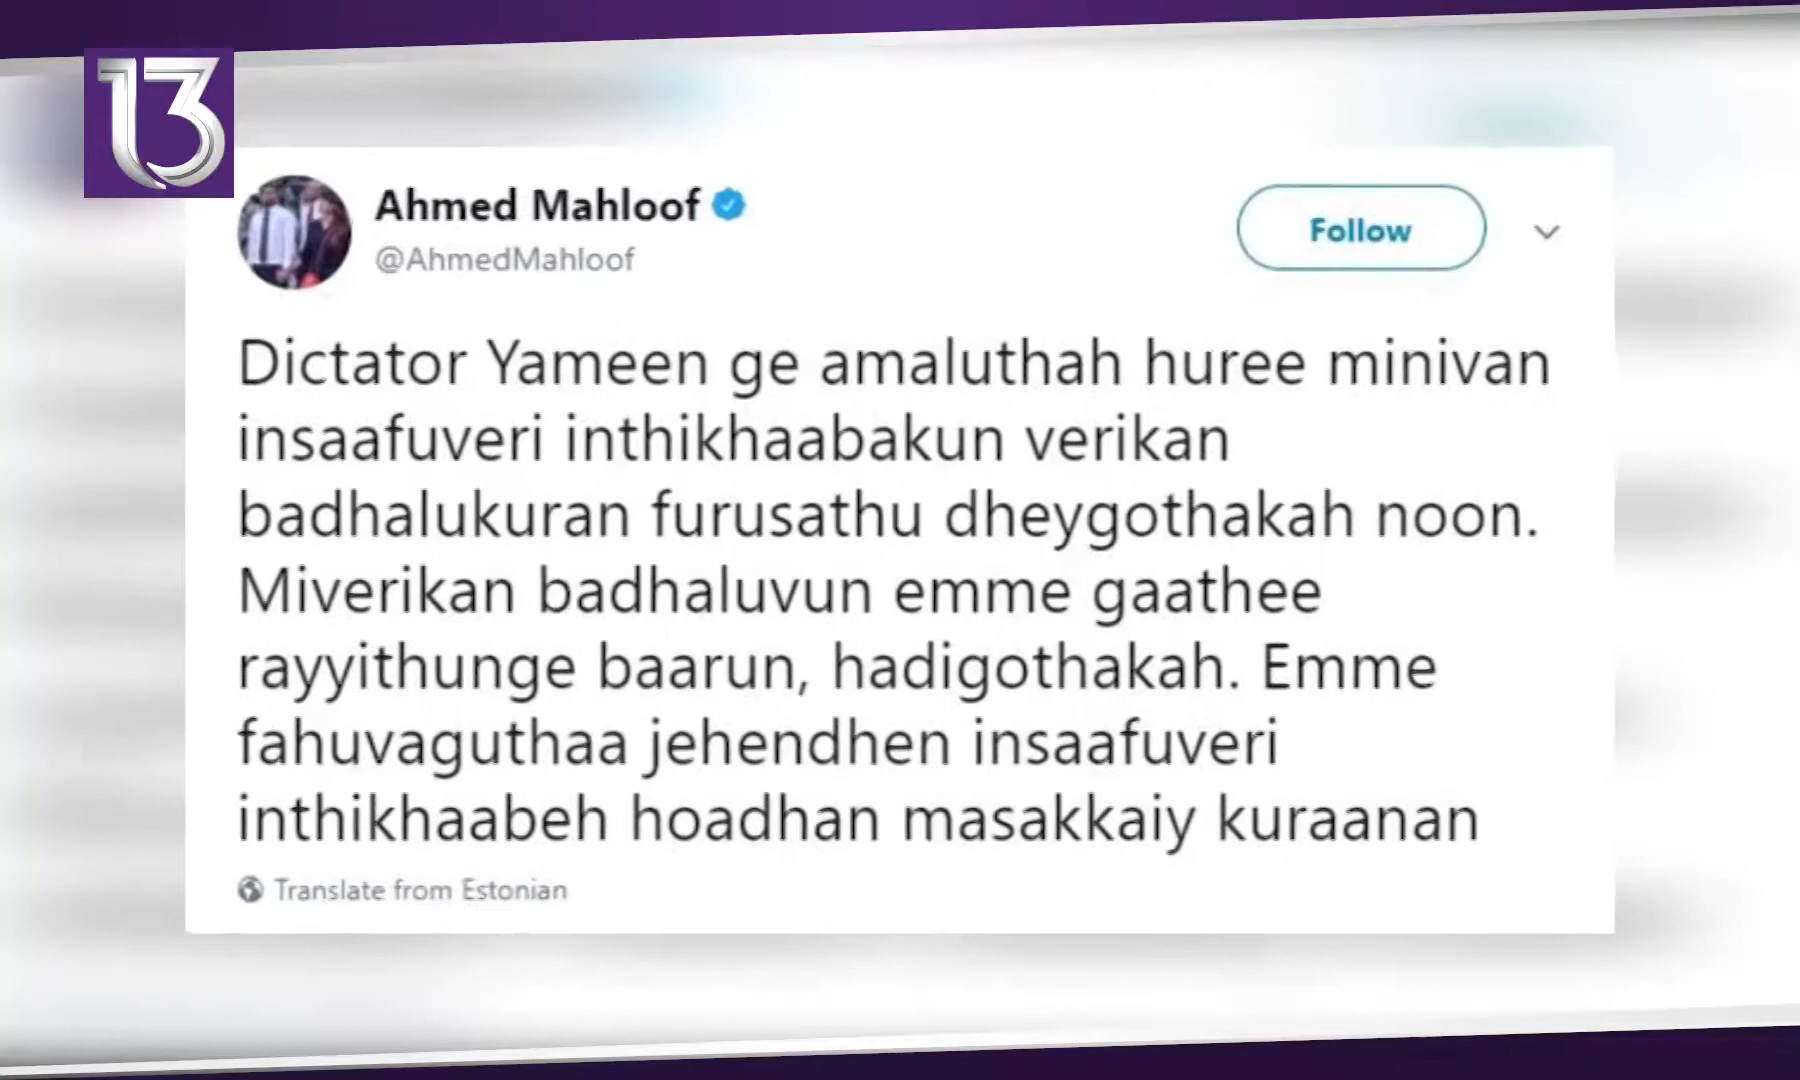 13
Ahmed Mahloof
@AhmedMahloof
Follow
Dictator Yameen ge amaluthah huree minivan
insaafuveri inthikhaabakun verikan
badhalukuran furusathu dheygothakah noon.
Miverikan badhaluvun emme gaathee
rayyithunge baarun, hadigothakah. Emme
fahuvaguthaa jehendhen insaafuveri
inthikhaabeh hoadhan masakkaiy kuraanan
Translate from Estonian